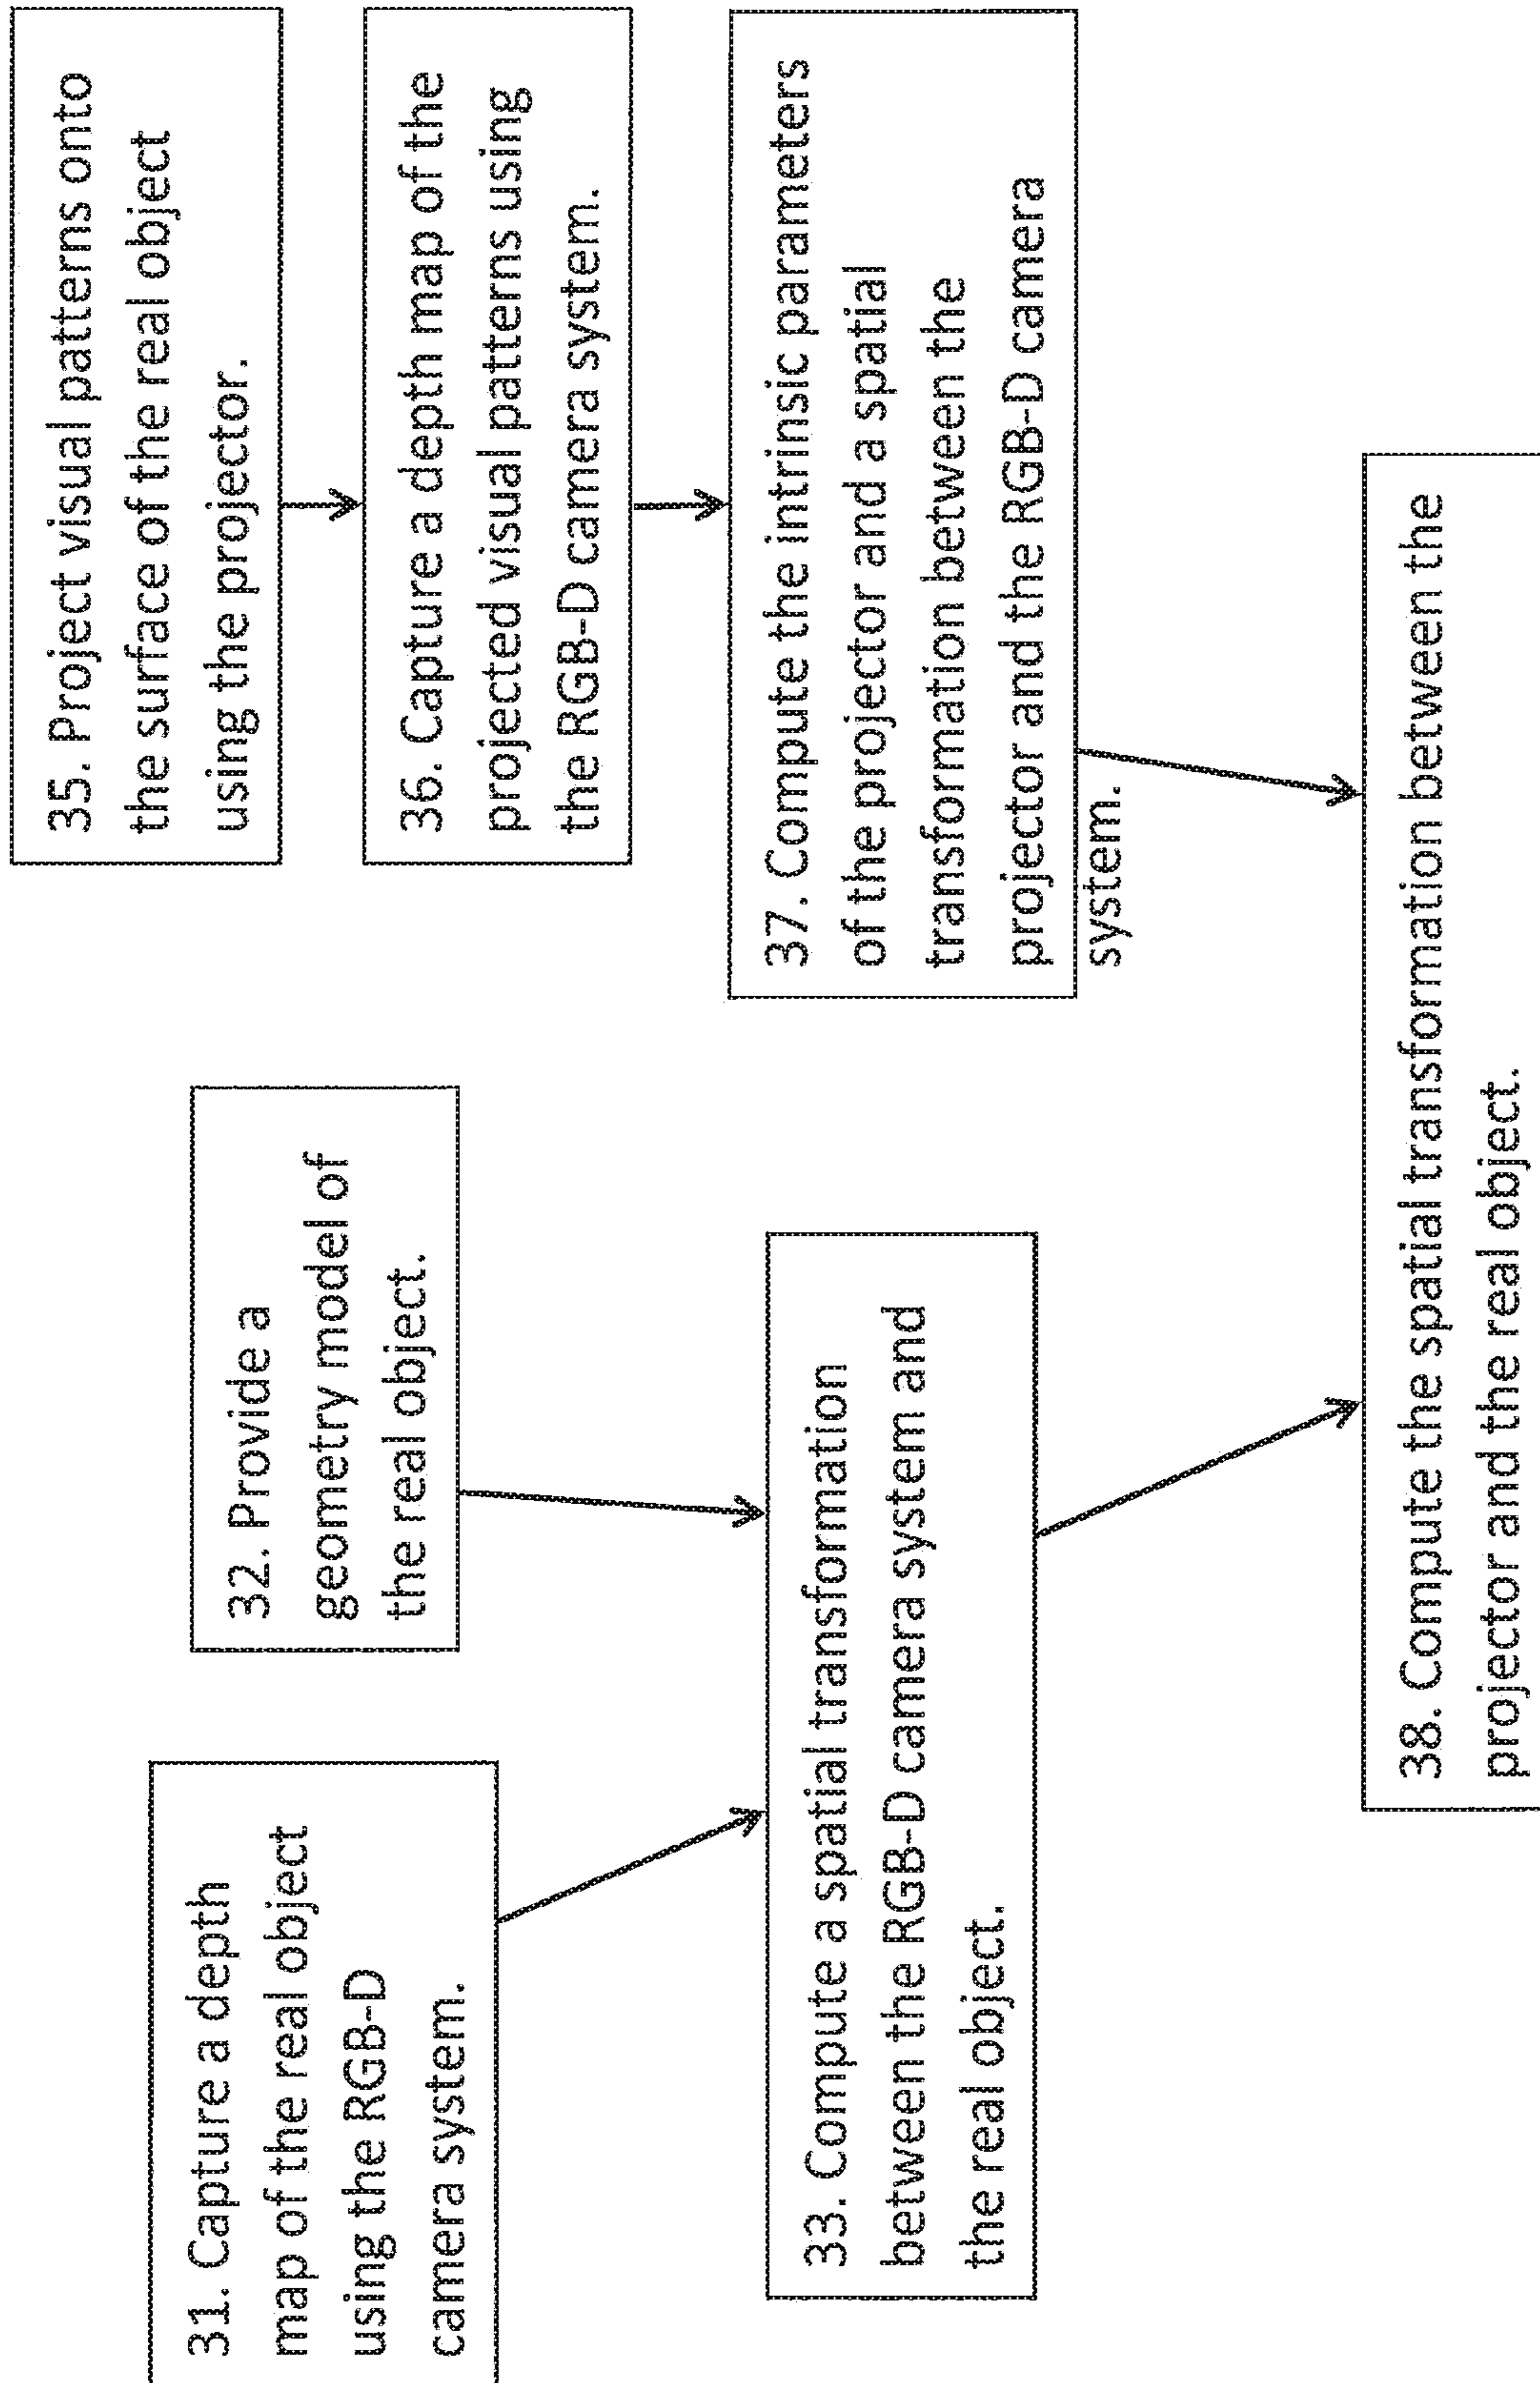 31. Capture a depth
map of the real object
using the RGB-D
camera system.
32. Provide a
geometry model of
the real object.
33. Compute a spatial transformation
between the RGB-D camera system and
the real object.
35. Project visual patterns onto
the surface of the real object
using the projector.
36. Capture a depth map of the
projected visual patterns using
the RGB-D camera system.
37. Compute the intrinsic parameters
of the projector and a spatial
transformation between the
projector and the RGB-D camera
system.
38. Compute the spatial transformation between the
projector and the real object.